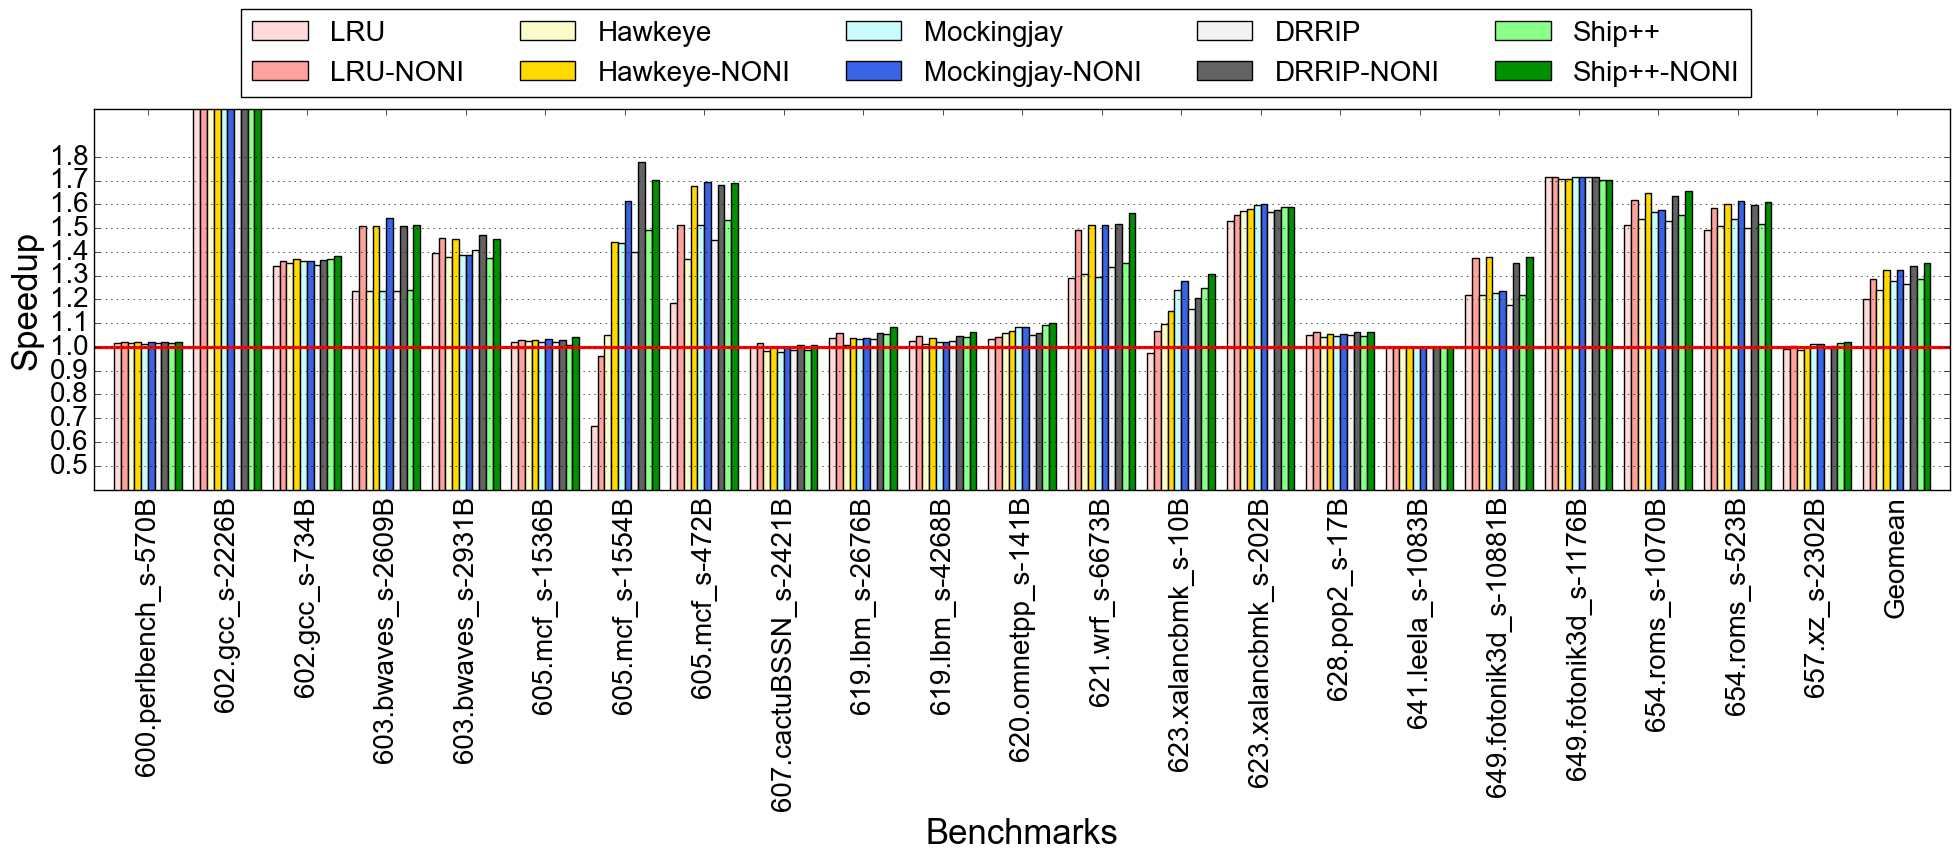 LRU Hawkeye Mockingjay DRRIP Ship++
LRU-NONI Hawkeye-NONI Mockingjay-NONI DRRIP-NONI Ship++-NONI
Speedup
1.8
1.7
1.6
1.5
1.4
1.3
1.2
1.1
1.0
0.9
0.8
0.7
0.6
0.5
600.perlbench_s-570B
602.gcc_s-2226B
602.gcc_s-734B
603.bwaves_s-2609B
603.bwaves_s-2931B
605.mcf_s-1536B
605.mcf_s-1554B
605.mcf_s-472B
607.cactuBSSN_s-2421B
619.lbm_s-2676B
619.lbm_s-4268B
620.omnetpp_s-141B
621.wrf_s-6673B
623.xalancbmk_s-10B
623.xalancbmk_s-202B
628.pop2_s-17B
641.leela_s-1083B
649.fotonik3d_s-10881B
649.fotonik3d_s-1176B
654.roms_s-1070B
654.roms_s-523B
657.xz_s-2302B
Geomean
Benchmarks